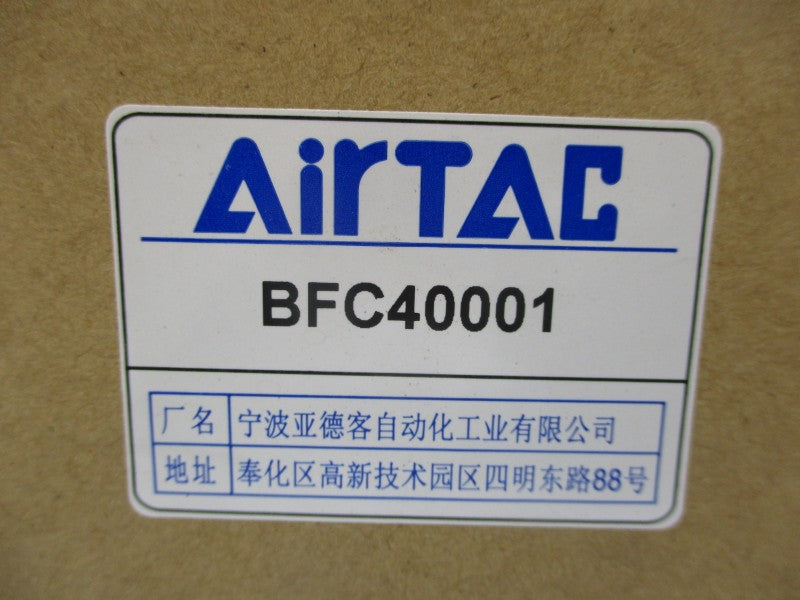 AirTAC
BFC40001
厂名 宁波亚德客自动化工业有限公司
地址 奉化区高新技术园区四明东路88号